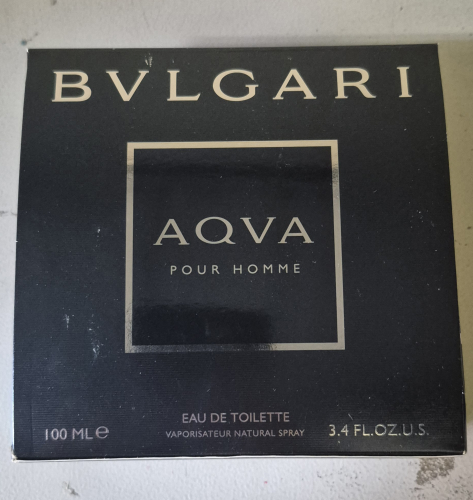 BVLGARI
AQVA
POUR HOMME
EAU DE TOILETTE
100 ML℮ VAPORISATEUR NATURAL SPRAY 3.4 FL.OZ.U.S.